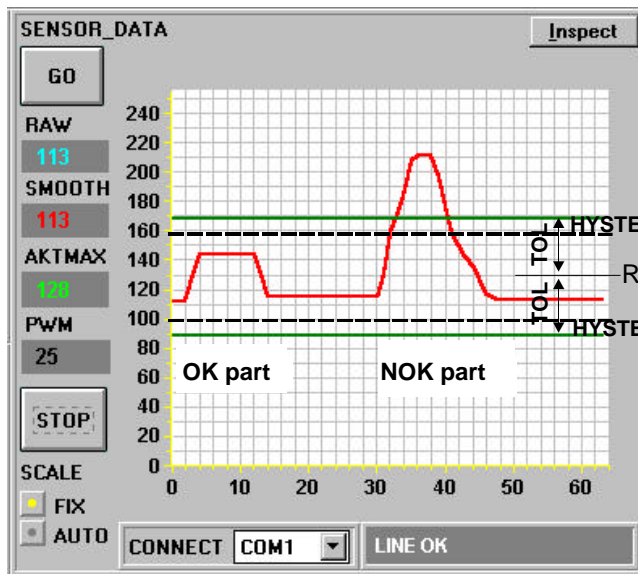 SENSOR_DATA
Inspect
GO
RAW
113
SMOOTH
113
AKTMAX
128
PWM
25
STOP
SCALE
FIX
AUTO
240
220
200
180
160
140
120
100
80
60
40
20
0
0 10 20 30 40 50 60
HYSTE
TOL
R
TOL
HYSTE
OK part
NOK part
CONNECT COM1
LINE OK